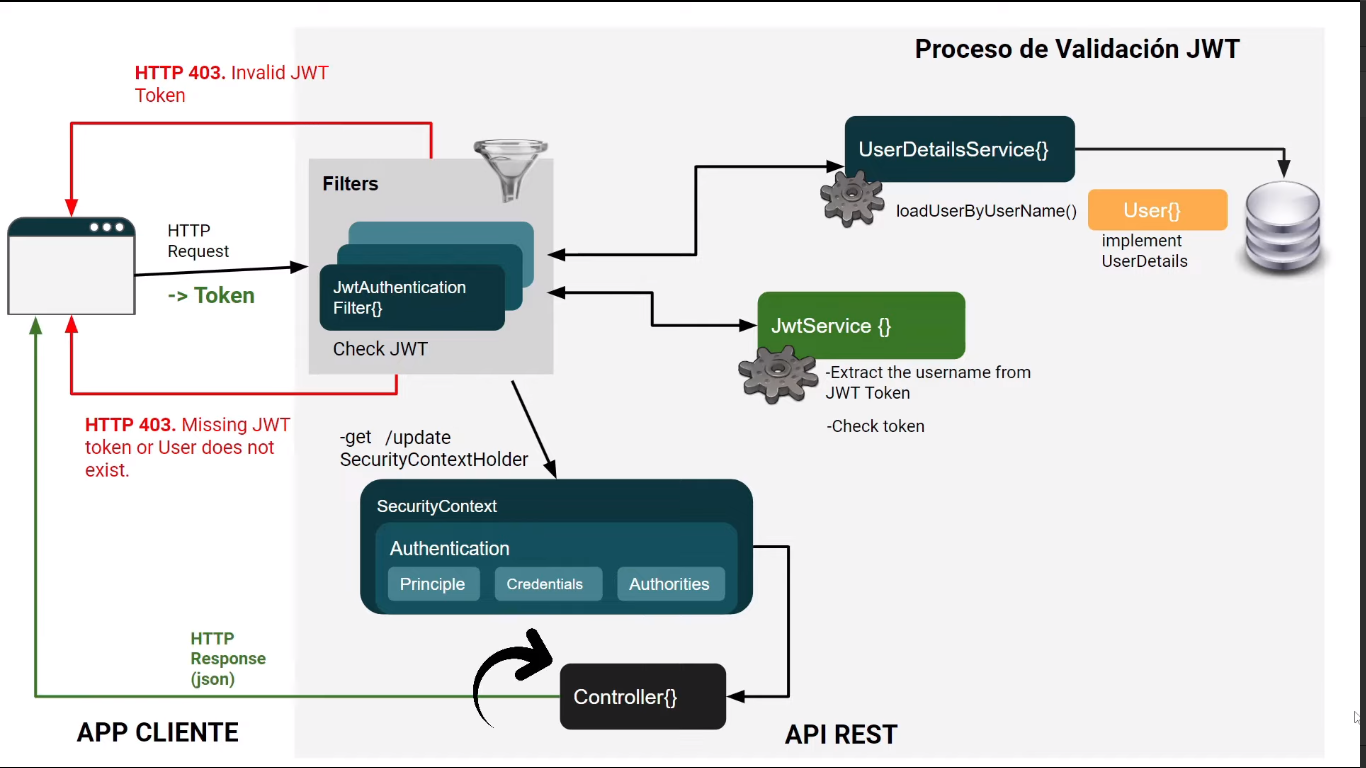 Proceso de Validación JWT
HTTP 403. Invalid JWT
Token
Filters
UserDetailsService{}
loadUserByUserName()
User{}
implement
UserDetails
HTTP
Request
-> Token
JwtAuthentication
Filter{}
Check JWT
JwtService {}
-Extract the username from
JWT Token
-Check token
HTTP 403. Missing JWT
token or User does not
exist.
-get /update
SecurityContextHolder
SecurityContext
Authentication
Principle
Credentials
Authorities
HTTP
Response
(json)
Controller{}
APP CLIENTE
API REST